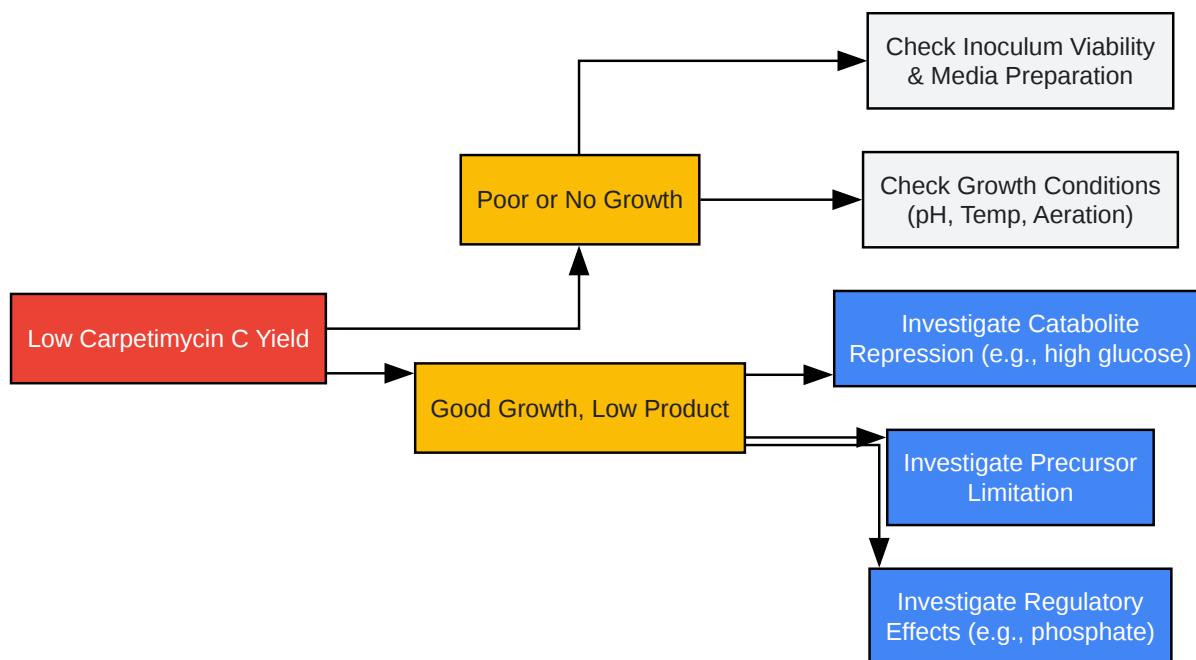 Check Inoculum Viability
& Media Preparation
Poor or No Growth
Check Growth Conditions
(pH, Temp, Aeration)
Low Carpetimycin C Yield
Investigate Catabolite
Repression (e.g., high glucose)
Good Growth, Low Product
Investigate Precursor
Limitation
Investigate Regulatory
Effects (e.g., phosphate)